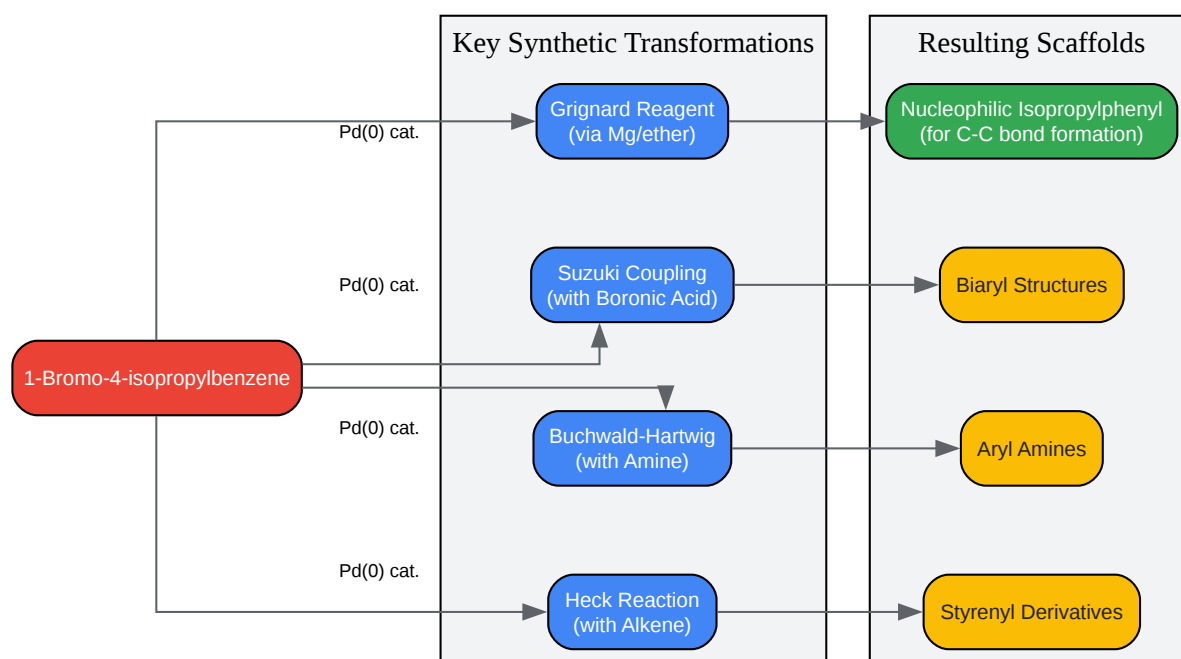 Key Synthetic Transformations
Resulting Scaffolds
Pd(0) cat.
Grignard Reagent
(via Mg/ether)
Nucleophilic Isopropylphenyl
(for C-C bond formation)
Pd(0) cat.
Suzuki Coupling
(with Boronic Acid)
Biaryl Structures
1-Bromo-4-isopropylbenzene
Pd(0) cat.
Buchwald-Hartwig
(with Amine)
Aryl Amines
Pd(0) cat.
Heck Reaction
(with Alkene)
Styrenyl Derivatives